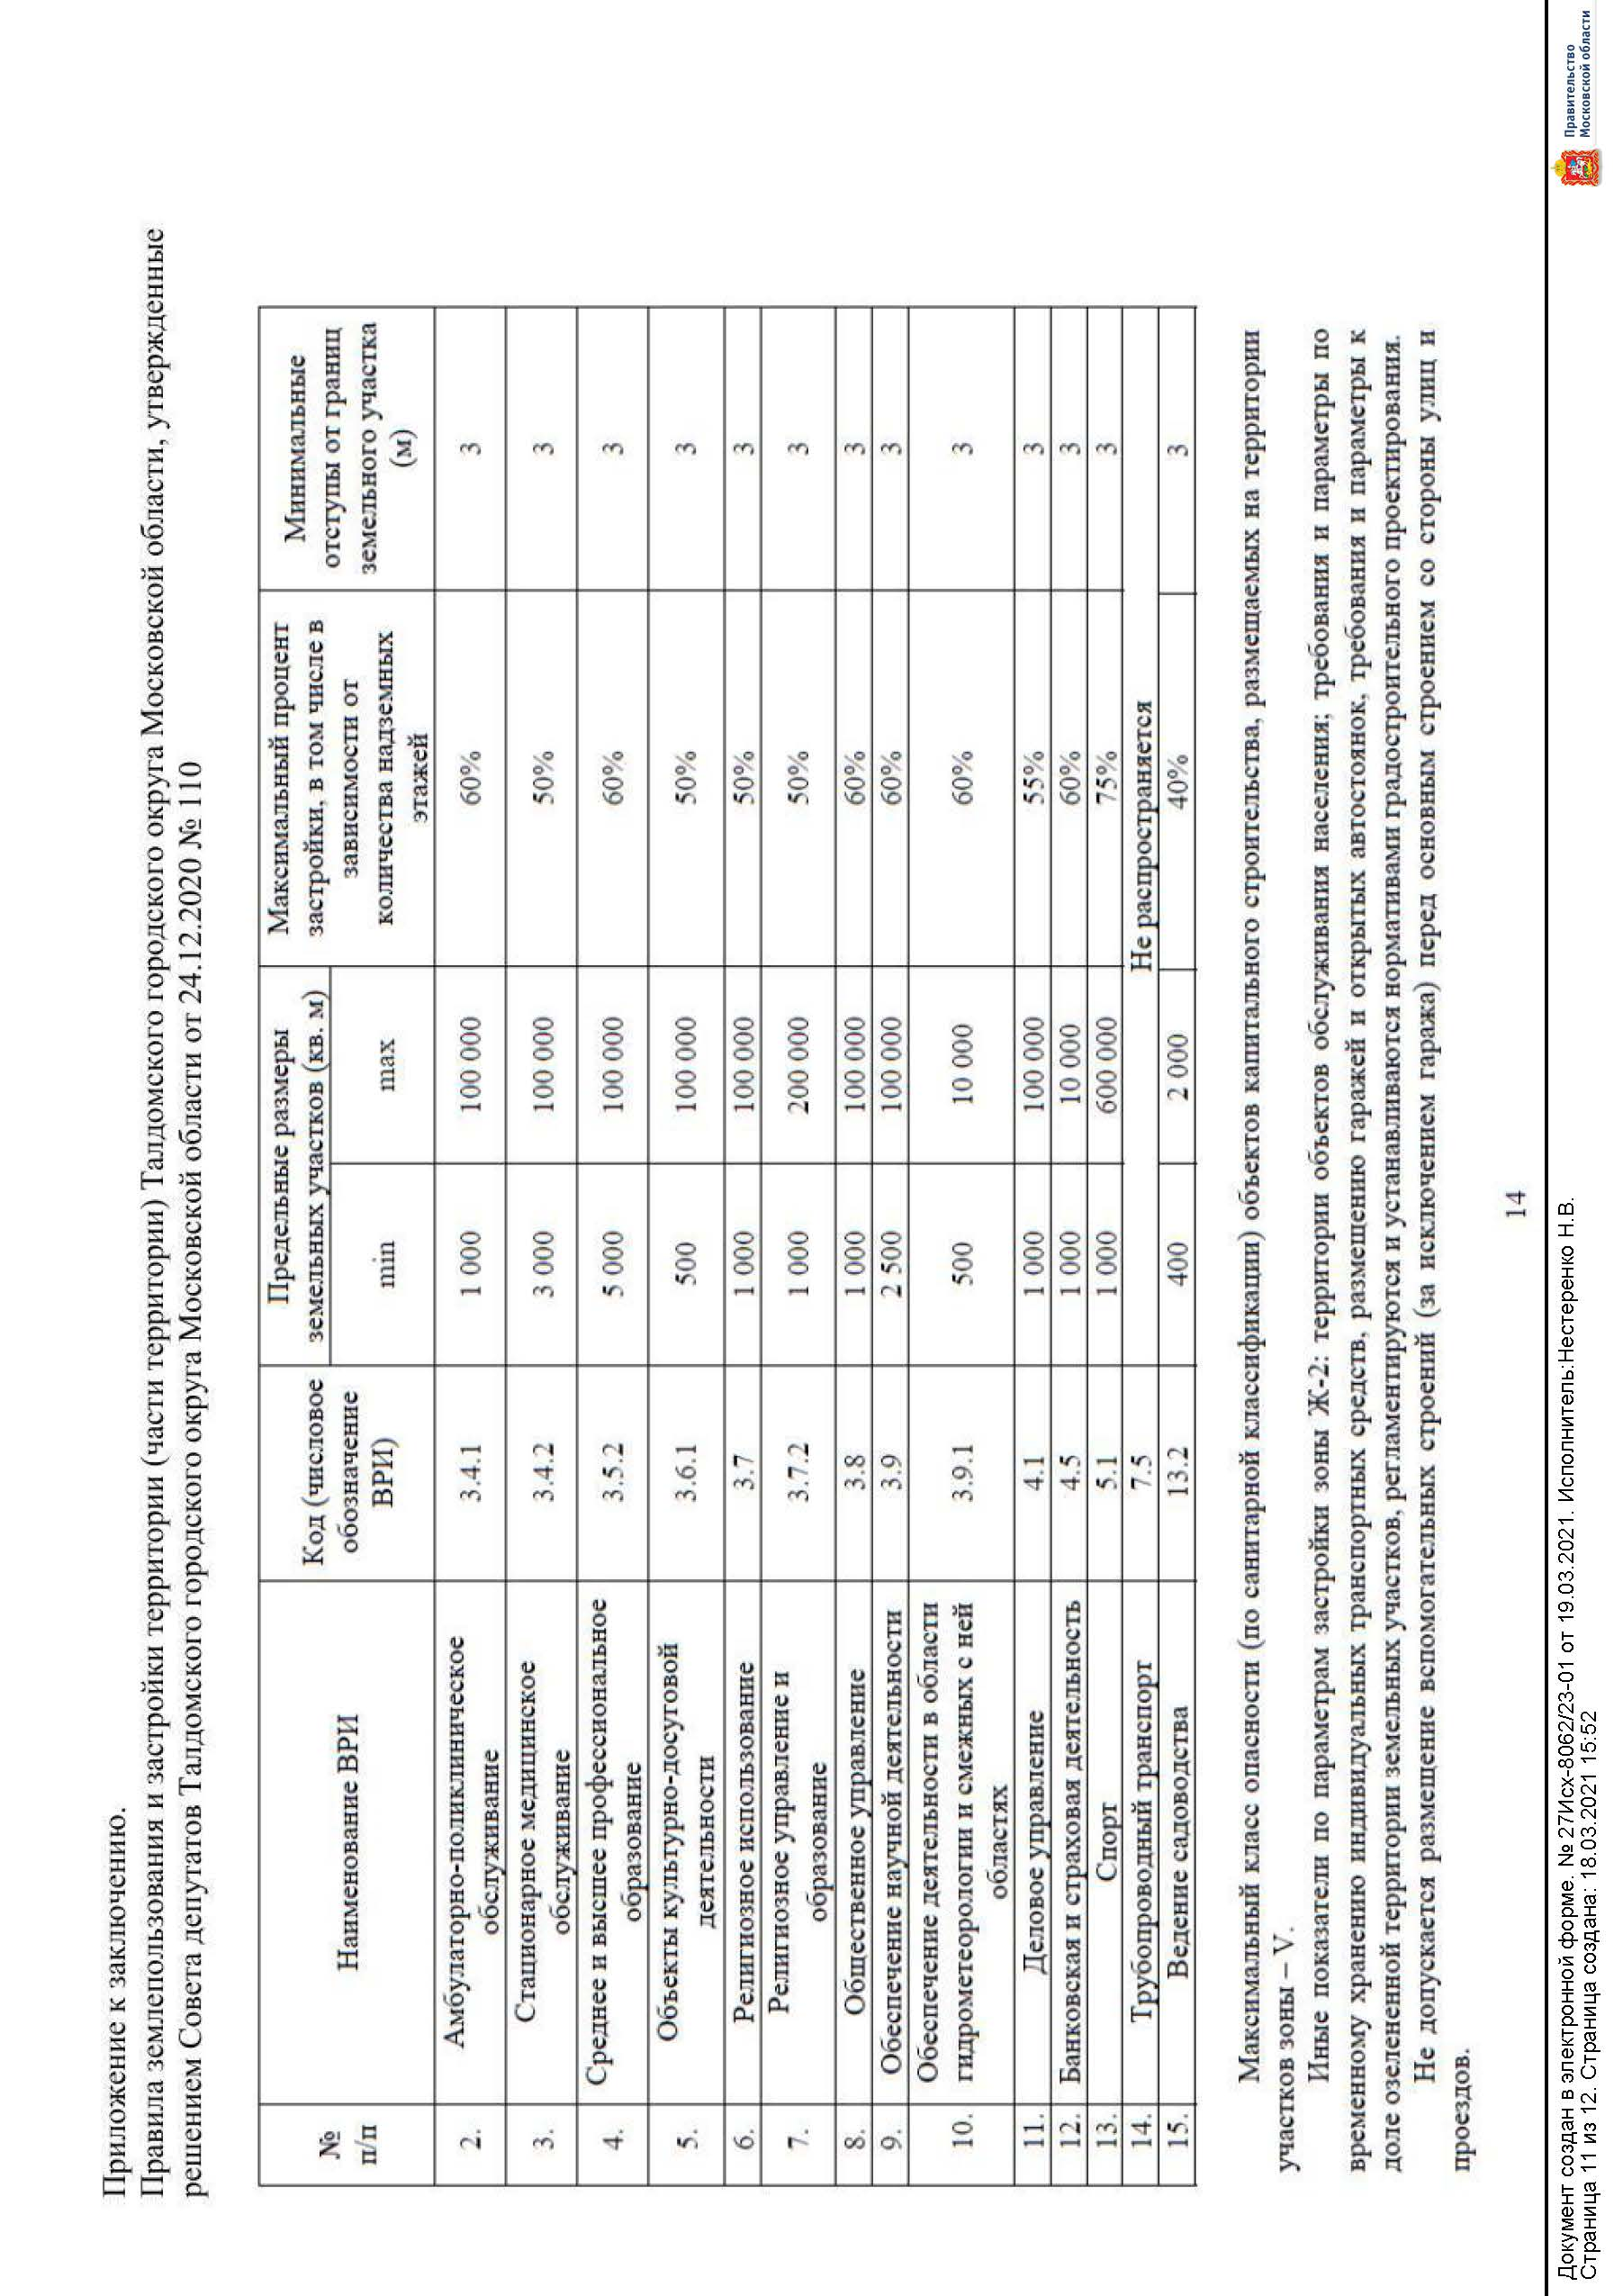 Приложение к заключению.
Правила землепользования и застройки территории (части территории) Талдомского городского округа Московской области, утвержденные
решением Совета депутатов Талдомского городского округа Московской области от 24.12.2020 № 110
№ п/п Наименование ВРИ Код (числовое обозначение ВРИ) Предельные размеры земельных участков (кв. м) Максимальный процент застройки, в том числе в зависимости от количества надземных этажей Минимальные отступы от границ земельного участка (м)
min max
2. Амбулаторно-поликлиническое обслуживание 3.4.1 1 000 100 000 60% 3
3. Стационарное медицинское обслуживание 3.4.2 3 000 100 000 50% 3
4. Среднее и высшее профессиональное образование 3.5.2 5 000 100 000 60% 3
5. Объекты культурно-досуговой деятельности 3.6.1 500 100 000 50% 3
6. Религиозное использование 3.7 1 000 100 000 50% 3
7. Религиозное управление и образование 3.7.2 1 000 200 000 50% 3
8. Общественное управление 3.8 1 000 100 000 60% 3
9. Обеспечение научной деятельности 3.9 2 500 100 000 60% 3
10. Обеспечение деятельности в области гидрометеорологии и смежных с ней областях 3.9.1 500 10 000 60% 3
11. Деловое управление 4.1 1 000 100 000 55% 3
12. Банковская и страховая деятельность 4.5 1 000 10 000 60% 3
13. Спорт 5.1 1 000 600 000 75% 3
14. Трубопроводный транспорт 7.5 Не распространяется
15. Ведение садоводства 13.2 400 2 000 40% 3
Максимальный класс опасности (по санитарной классификации) объектов капитального строительства, размещаемых на территории
участков зоны – V.
Иные показатели по параметрам застройки зоны Ж-2: территории объектов обслуживания населения; требования и параметры по
временному хранению индивидуальных транспортных средств, размещению гаражей и открытых автостоянок, требования и параметры к
доле озелененной территории земельных участков, регламентируются и устанавливаются нормативами градостроительного проектирования.
Не допускается размещение вспомогательных строений (за исключением гаража) перед основным строением со стороны улиц и
проездов.
14
Документ создан в электронной форме. № 27Исх-8062/23-01 от 19.03.2021. Исполнитель:Нестеренко Н.В.
Страница 11 из 12. Страница создана: 18.03.2021 15:52
Правительство
Московской области